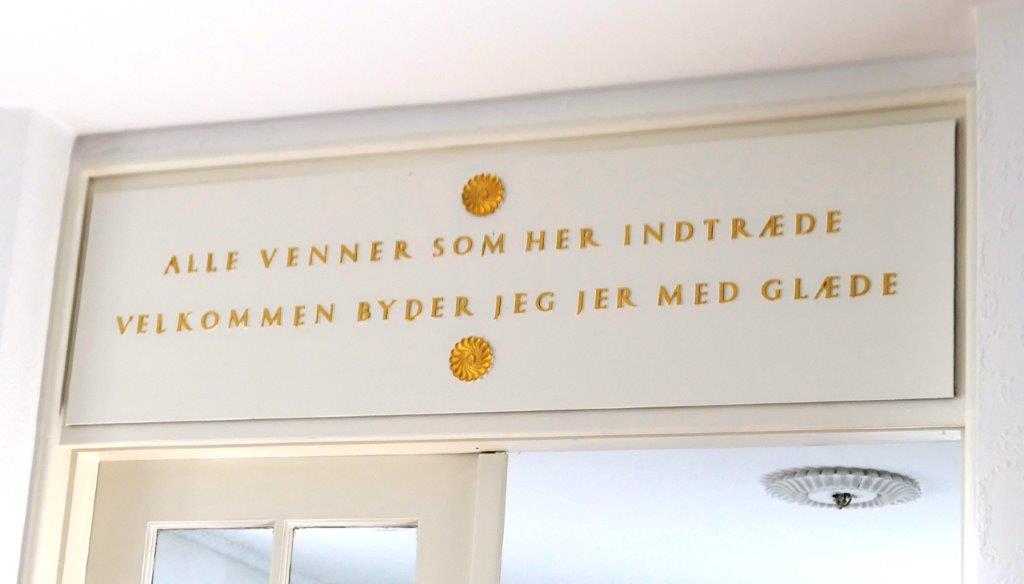 ALLE VENNER SOM HER INDTRÆDE
VELKOMMEN BYDER JEG JER MED GLÆDE